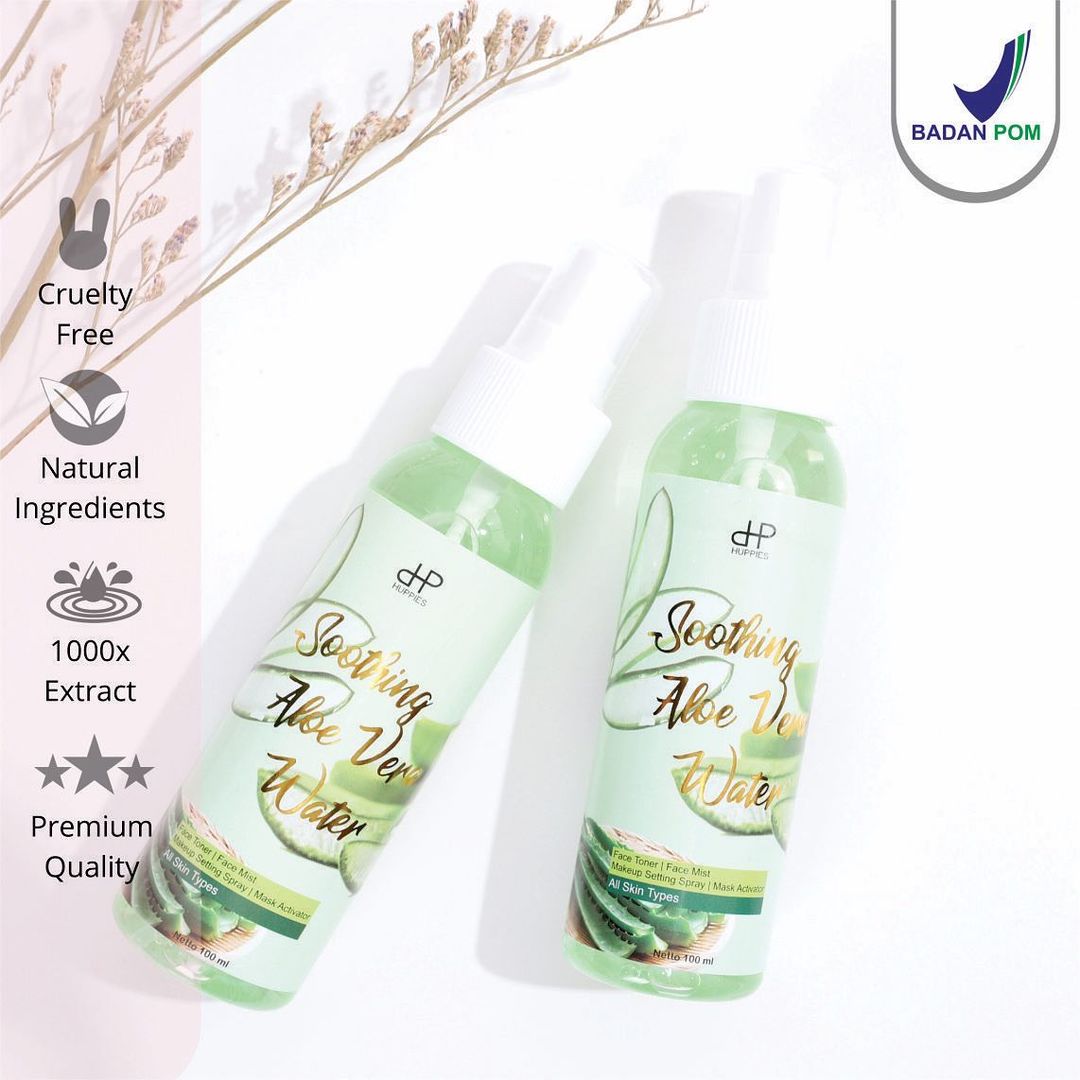 BADAN POM
Cruelty
Free
Natural
Ingredients
1000x
Extract
Premium
Quality
HP
HUPPIES
Soothing
Aloe Vera
Water
Face Toner | Face Mist
Makeup Setting Spray | Mask Activator
All Skin Types
Netto 100 ml
HP
HUPPIES
Soothing
Aloe Vera
Water
Face Toner | Face Mist
Makeup Setting Spray | Mask Activator
All Skin Types
Netto 100 ml